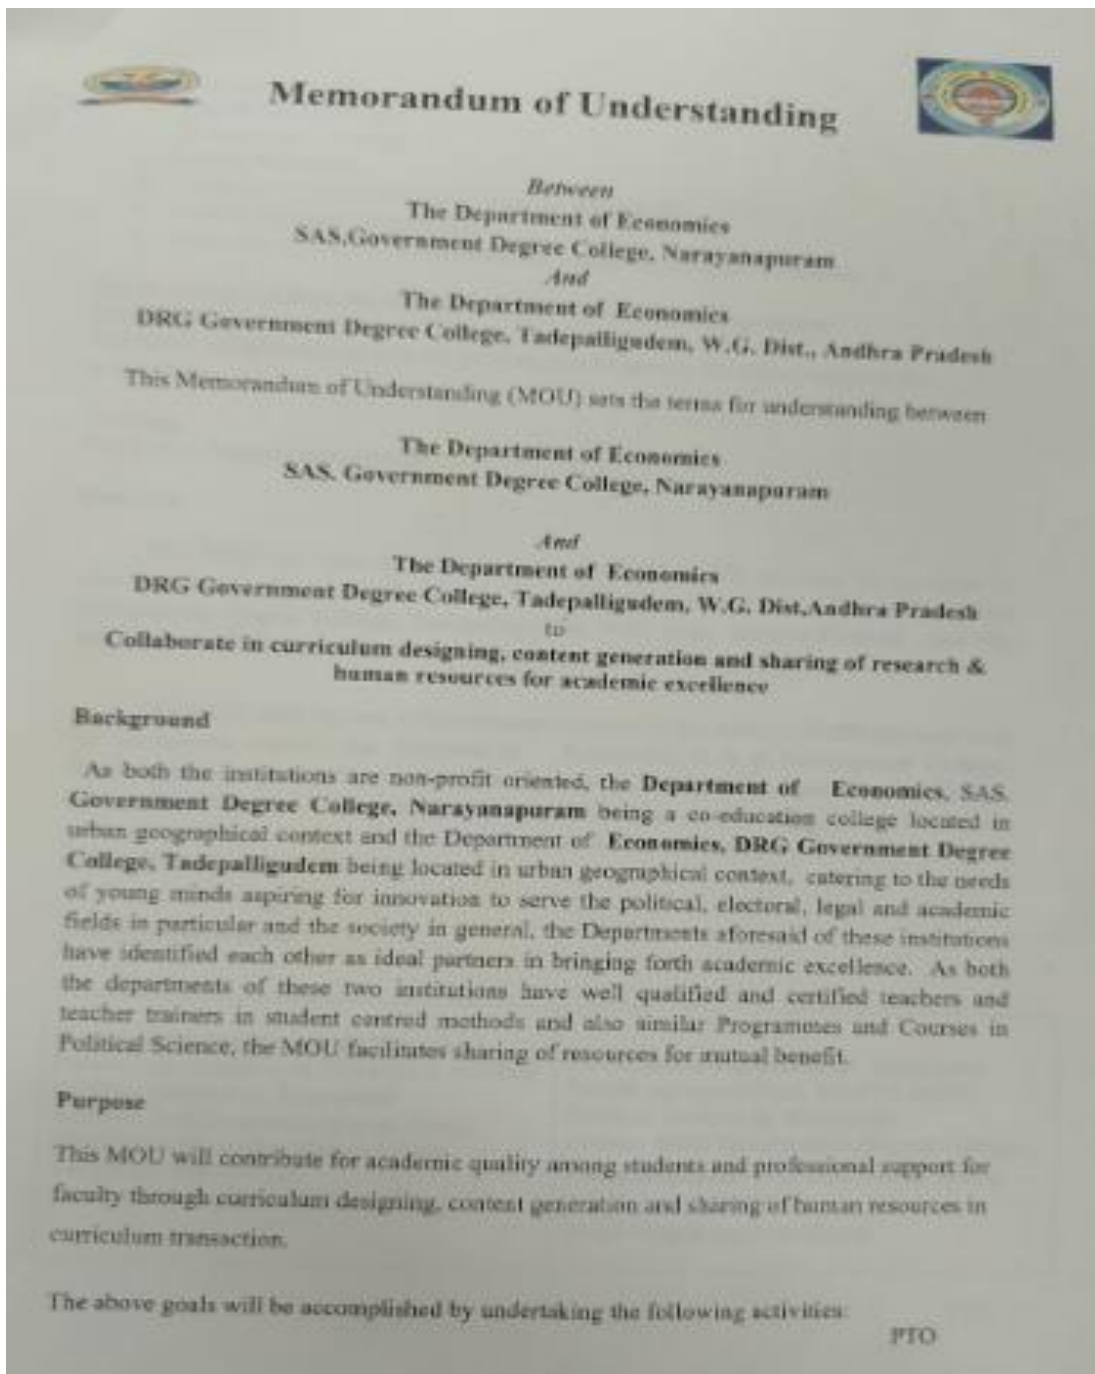 Memorandum of Understanding
Between
The Department of Economics
SAS,Government Degree College, Narayanapuram
And
The Department of Economics
DRG Government Degree College, Tadepalligudem, W.G. Dist., Andhra Pradesh
This Memorandum of Understanding (MOU) sets the terms for understanding between
The Department of Economics
SAS. Government Degree College, Narayanapuram
And
The Department of Economics
DRG Government Degree College, Tadepalligudem, W.G. Dist,Andhra Pradesh
to
Collaborate in curriculum designing, content generation and sharing of research &
human resources for academic excellence
Background
As both the institutions are non-profit oriented, the Department of Economics, SAS.
Government Degree College, Narayanapuram being a co-education college located in
urban geographical context and the Department of Economics, DRG Government Degree
College, Tadepalligudem being located in urban geographical context, catering to the needs
of young minds aspiring for innovation to serve the political, electoral, legal and academic
fields in particular and the society in general, the Departments aforesaid of these institutions
have identified each other as ideal partners in bringing forth academic excellence. As both
the departments of these two institutions have well qualified and certified teachers and
teacher trainers in student centred methods and also similar Programmes and Courses in
Political Science, the MOU facilitates sharing of resources for mutual benefit.
Purpose
This MOU will contribute for academic quality among students and professional support for
faculty through curriculum designing, content generation and sharing of human resources in
curriculum transaction.
The above goals will be accomplished by undertaking the following activities:
PTO